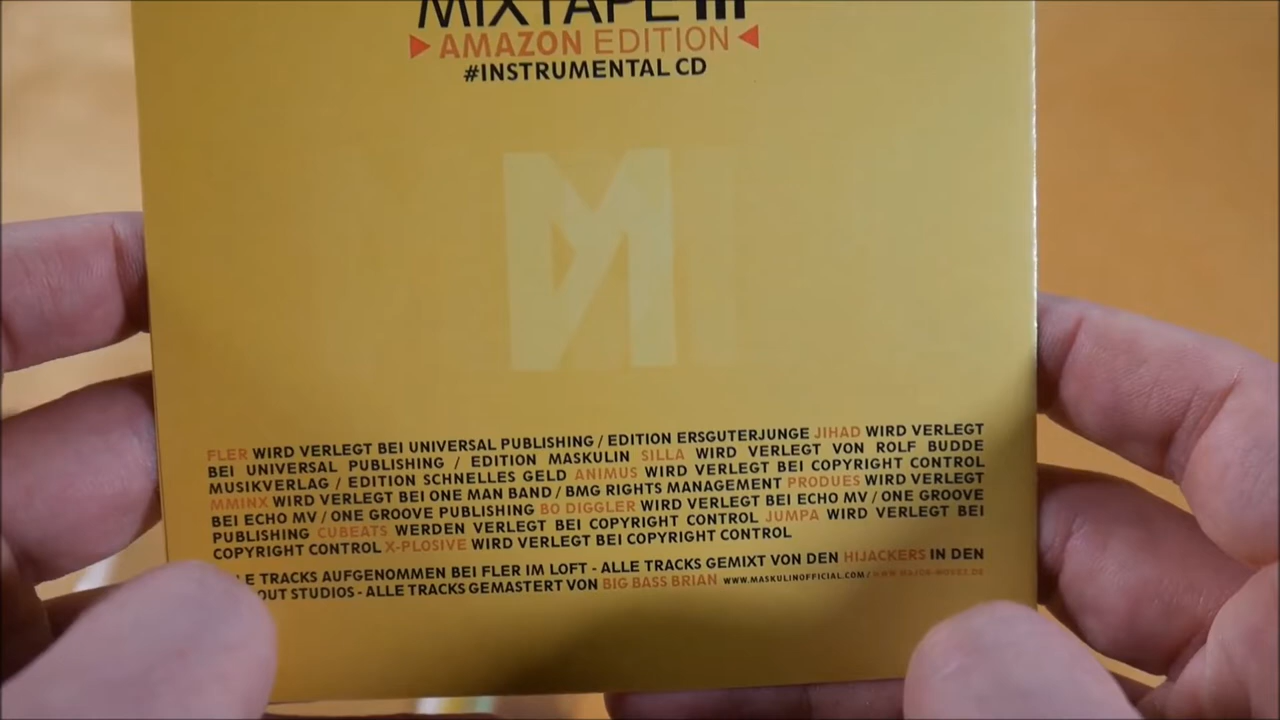 MIXTAPE III
AMAZON EDITION
#INSTRUMENTAL CD
FLER WIRD VERLEGT BEI UNIVERSAL PUBLISHING / EDITION ERSGUTERJUNGE JIHAD WIRD VERLEGT
BEI UNIVERSAL PUBLISHING / EDITION MASKULIN SILLA WIRD VERLEGT VON ROLF BUDDE
MUSIKVERLAG / EDITION SCHNELLES GELD ANIMUS WIRD VERLEGT BEI COPYRIGHT CONTROL
MMINX WIRD VERLEGT BEI ONE MAN BAND / BMG RIGHTS MANAGEMENT PRODUES WIRD VERLEGT
BEI ECHO MV / ONE GROOVE PUBLISHING BO DIGGLER WIRD VERLEGT BEI ECHO MV / ONE GROOVE
PUBLISHING CUBEATS WERDEN VERLEGT BEI COPYRIGHT CONTROL JUMPA WIRD VERLEGT BEI
COPYRIGHT CONTROL X-PLOSIVE WIRD VERLEGT BEI COPYRIGHT CONTROL
LE TRACKS AUFGENOMMEN BEI FLER IM LOFT - ALLE TRACKS GEMIXT VON DEN HIJACKERS IN DEN
OUT STUDIOS - ALLE TRACKS GEMASTERT VON BIG BASS BRIAN WWW.MASKULINOFFICIAL.COM /